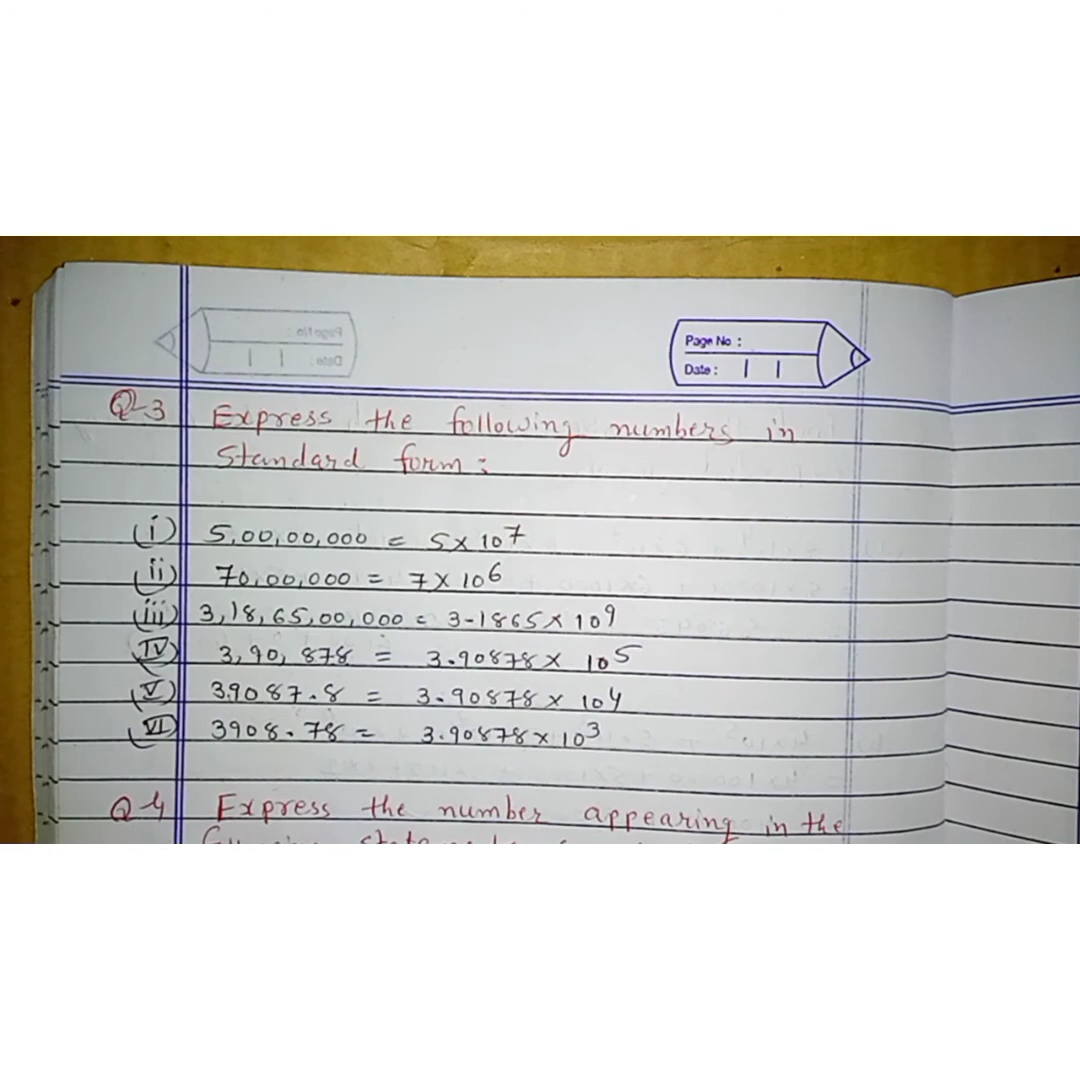 Page No :
Date :
Page No :
Date :
Q-3 Express the following numbers in
Standard form :
(i) 5,00,00,000 = 5×10⁷
(ii) 70,00,000 = 7×10⁶
(iii) 3,18,65,00,000 = 3-1865×10⁹
(IV) 3,90,878 = 3.90878× 10⁵
(V) 39087.8 = 3.90878×10⁴
(VI) 3908.78 = 3.90878×10³
Q-4 Express the number appearing in the